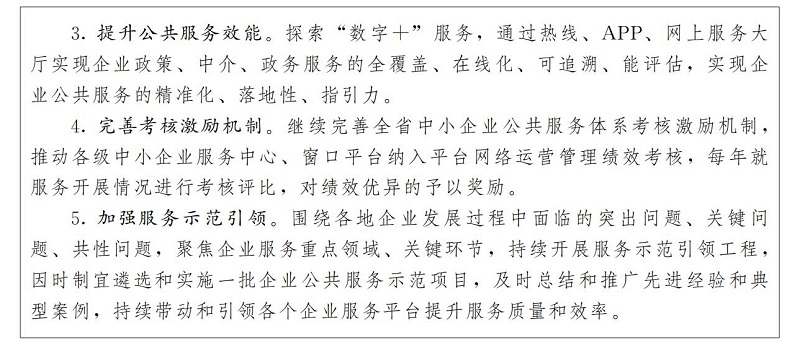 3. 提升公共服务效能。探索“数字＋”服务，通过热线、APP、网上服务大
厅实现企业政策、中介、政务服务的全覆盖、在线化、可追溯、能评估，实现企
业公共服务的精准化、落地性、指引力。
4. 完善考核激励机制。继续完善全省中小企业公共服务体系考核激励机制，
推动各级中小企业服务中心、窗口平台纳入平台网络运营管理绩效考核，每年就
服务开展情况进行考核评比，对绩效优异的予以奖励。
5. 加强服务示范引领。围绕各地企业发展过程中面临的突出问题、关键问
题、共性问题，聚焦企业服务重点领域、关键环节，持续开展服务示范引领工程，
因时制宜遴选和实施一批企业公共服务示范项目，及时总结和推广先进经验和典
型案例，持续带动和引领各个企业服务平台提升服务质量和效率。